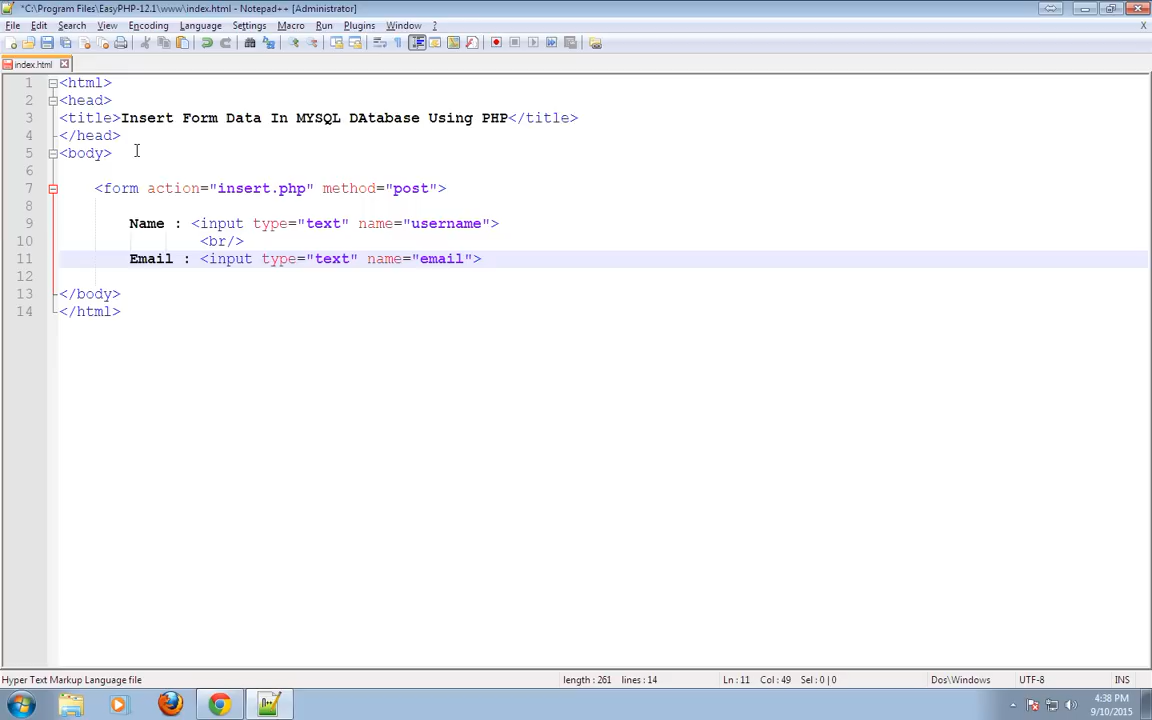 *C:\Program Files\EasyPHP-12.1\www\index.html - Notepad++ [Administrator]
File Edit Search View Encoding Language Settings Macro Run Plugins Window ? X
index.html
1 <html>
2 <head>
3 <title>Insert Form Data In MYSQL DAtabase Using PHP</title>
4 </head>
5 <body>
6
7 <form action="insert.php" method="post">
8
9 Name : <input type="text" name="username">
10 <br/>
11 Email : <input type="text" name="email">
12
13 </body>
14 </html>
Hyper Text Markup Language file length : 261 lines : 14 Ln : 11 Col : 49 Sel : 0 | 0 Dos\Windows UTF-8 INS
4:38 PM
9/10/2015